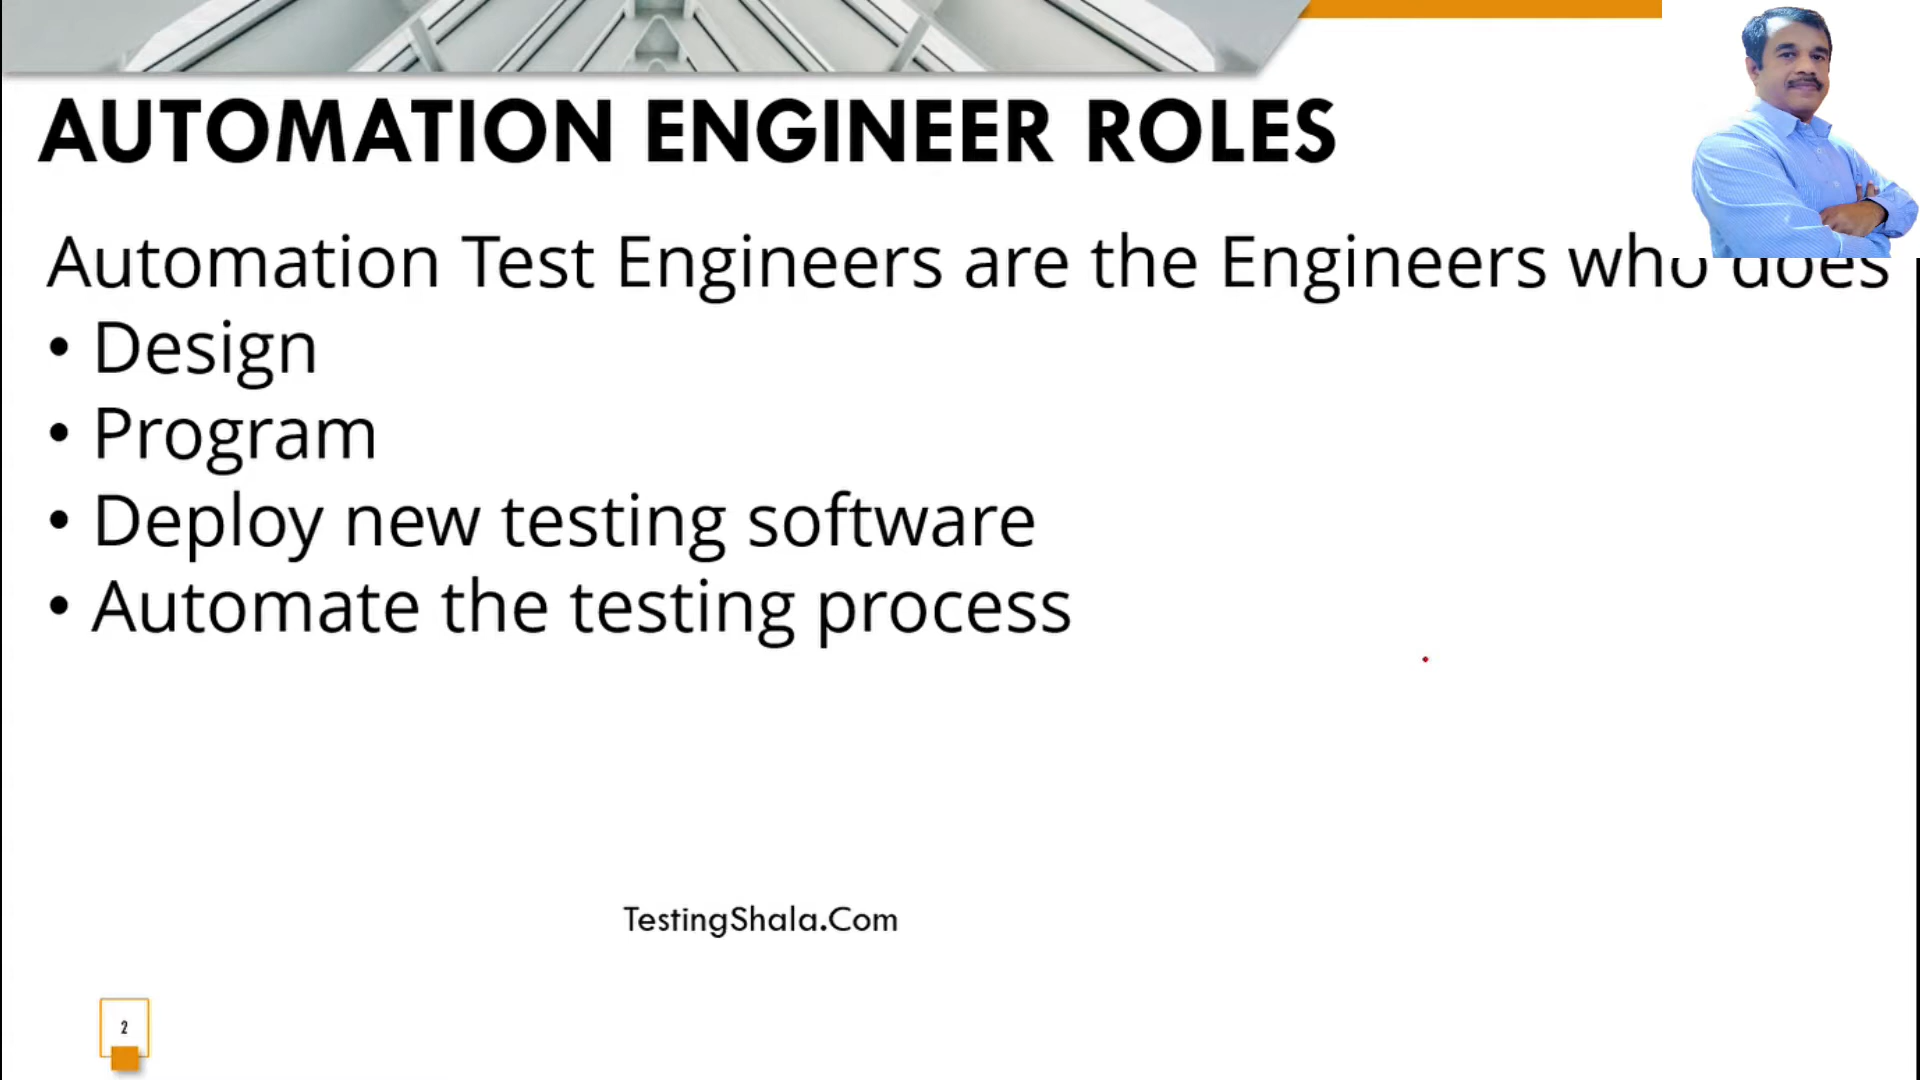 AUTOMATION ENGINEER ROLES
Automation Test Engineers are the Engineers who does
• Design
• Program
• Deploy new testing software
• Automate the testing process
TestingShala.Com
2